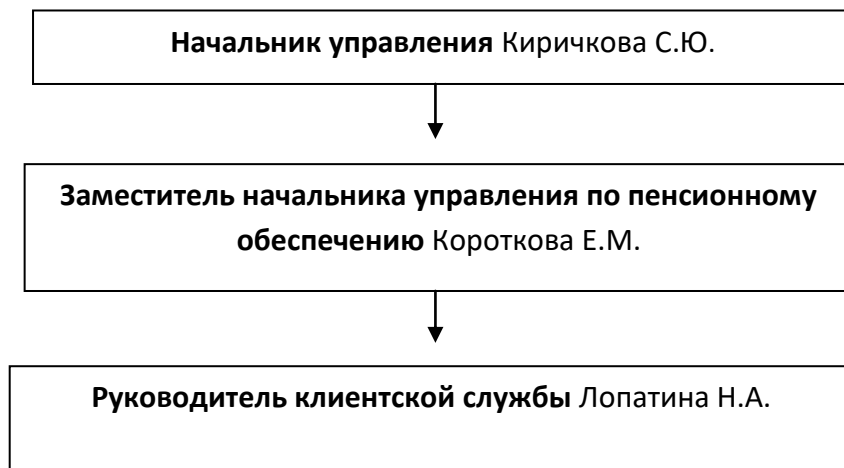 Начальник управления Киричкова С.Ю.
Заместитель начальника управления по пенсионному
обеспечению Короткова Е.М.
Руководитель клиентской службы Лопатина Н.А.